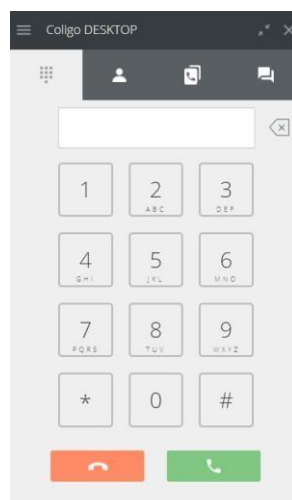 Coligo DESKTOP
1 2 3
ABC DEF
4 5 6
GHI JKL MNO
7 8 9
PQRS TUV WXYZ
* 0 #